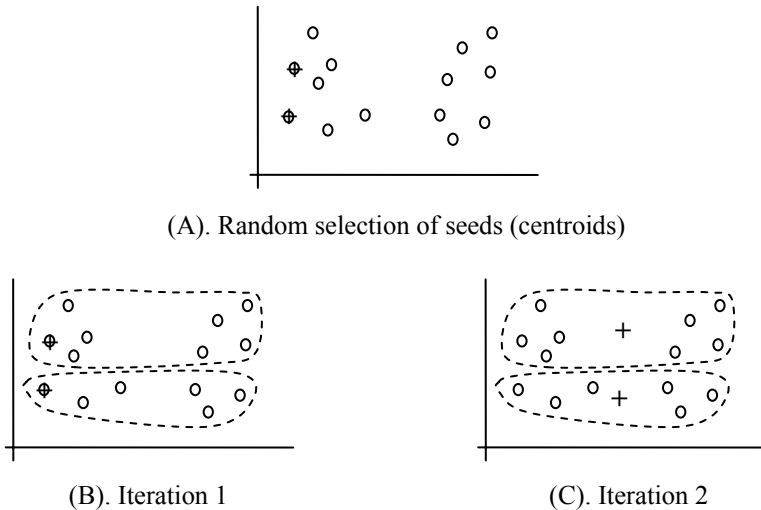 (A). Random selection of seeds (centroids)
(B). Iteration 1
(C). Iteration 2